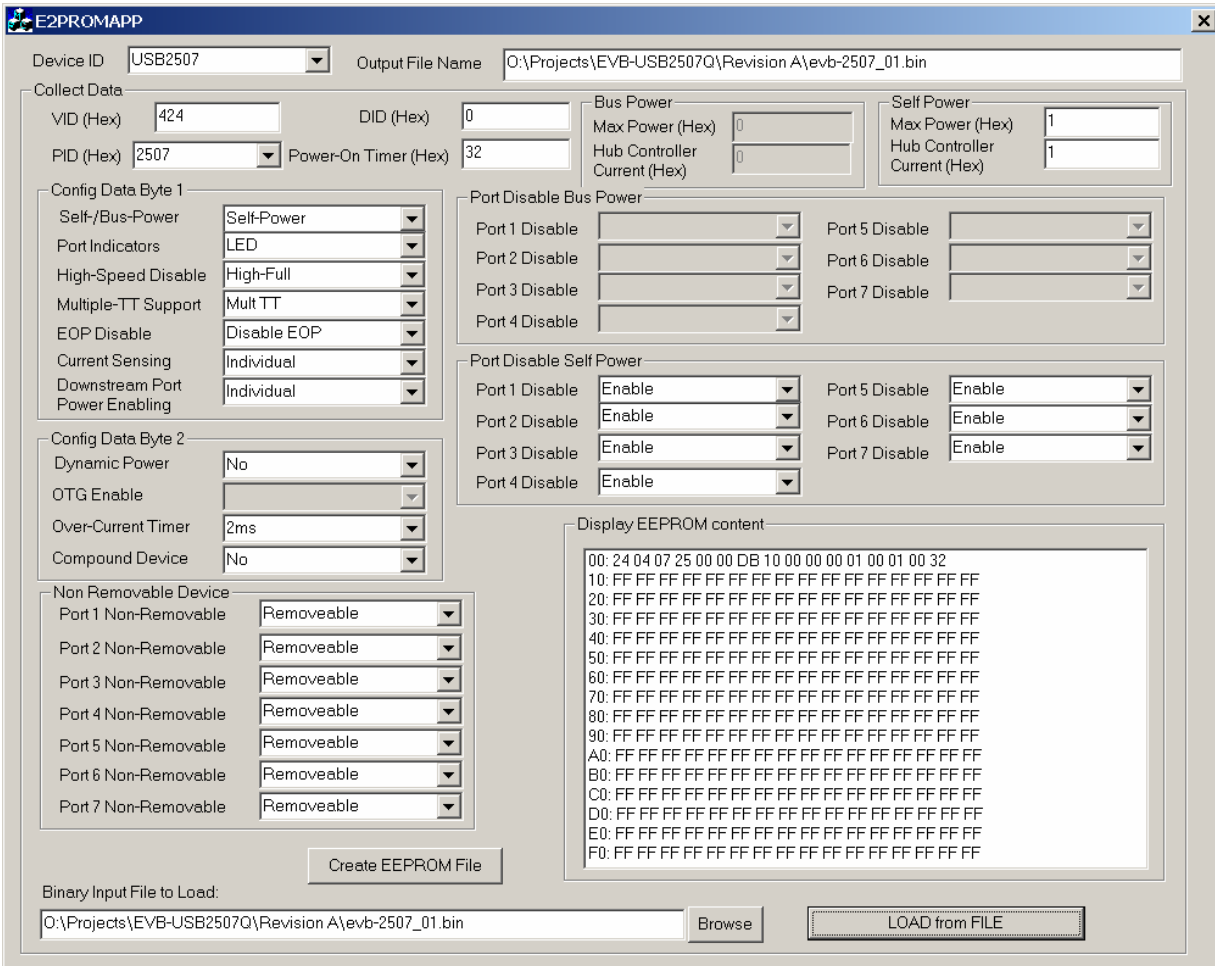 E2PROMAPP
Device ID USB2507 Output File Name O:\Projects\EVB-USB2507Q\Revision A\evb-2507_01.bin
Collect Data
VID (Hex) 424 DID (Hex) 0
PID (Hex) 2507 Power-On Timer (Hex) 32
Bus Power
Max Power (Hex) 0
Hub Controller
Current (Hex) 0
Self Power
Max Power (Hex) 1
Hub Controller
Current (Hex) 1
Config Data Byte 1
Self-/Bus-Power Self-Power
Port Indicators LED
High-Speed Disable High-Full
Multiple-TT Support Mult TT
EOP Disable Disable EOP
Current Sensing Individual
Downstream Port
Power Enabling Individual
Port Disable Bus Power
Port 1 Disable Port 5 Disable
Port 2 Disable Port 6 Disable
Port 3 Disable Port 7 Disable
Port 4 Disable
Port Disable Self Power
Port 1 Disable Enable Port 5 Disable Enable
Port 2 Disable Enable Port 6 Disable Enable
Port 3 Disable Enable Port 7 Disable Enable
Port 4 Disable Enable
Config Data Byte 2
Dynamic Power No
OTG Enable
Over-Current Timer 2ms
Compound Device No
Non Removable Device
Port 1 Non-Removable Removeable
Port 2 Non-Removable Removeable
Port 3 Non-Removable Removeable
Port 4 Non-Removable Removeable
Port 5 Non-Removable Removeable
Port 6 Non-Removable Removeable
Port 7 Non-Removable Removeable
Display EEPROM content
00: 24 04 07 25 00 00 DB 10 00 00 00 01 00 01 00 32
10: FF FF FF FF FF FF FF FF FF FF FF FF FF FF FF FF
20: FF FF FF FF FF FF FF FF FF FF FF FF FF FF FF FF
30: FF FF FF FF FF FF FF FF FF FF FF FF FF FF FF FF
40: FF FF FF FF FF FF FF FF FF FF FF FF FF FF FF FF
50: FF FF FF FF FF FF FF FF FF FF FF FF FF FF FF FF
60: FF FF FF FF FF FF FF FF FF FF FF FF FF FF FF FF
70: FF FF FF FF FF FF FF FF FF FF FF FF FF FF FF FF
80: FF FF FF FF FF FF FF FF FF FF FF FF FF FF FF FF
90: FF FF FF FF FF FF FF FF FF FF FF FF FF FF FF FF
A0: FF FF FF FF FF FF FF FF FF FF FF FF FF FF FF FF
B0: FF FF FF FF FF FF FF FF FF FF FF FF FF FF FF FF
C0: FF FF FF FF FF FF FF FF FF FF FF FF FF FF FF FF
D0: FF FF FF FF FF FF FF FF FF FF FF FF FF FF FF FF
E0: FF FF FF FF FF FF FF FF FF FF FF FF FF FF FF FF
F0: FF FF FF FF FF FF FF FF FF FF FF FF FF FF FF FF
Create EEPROM File
Binary Input File to Load:
O:\Projects\EVB-USB2507Q\Revision A\evb-2507_01.bin Browse LOAD from FILE